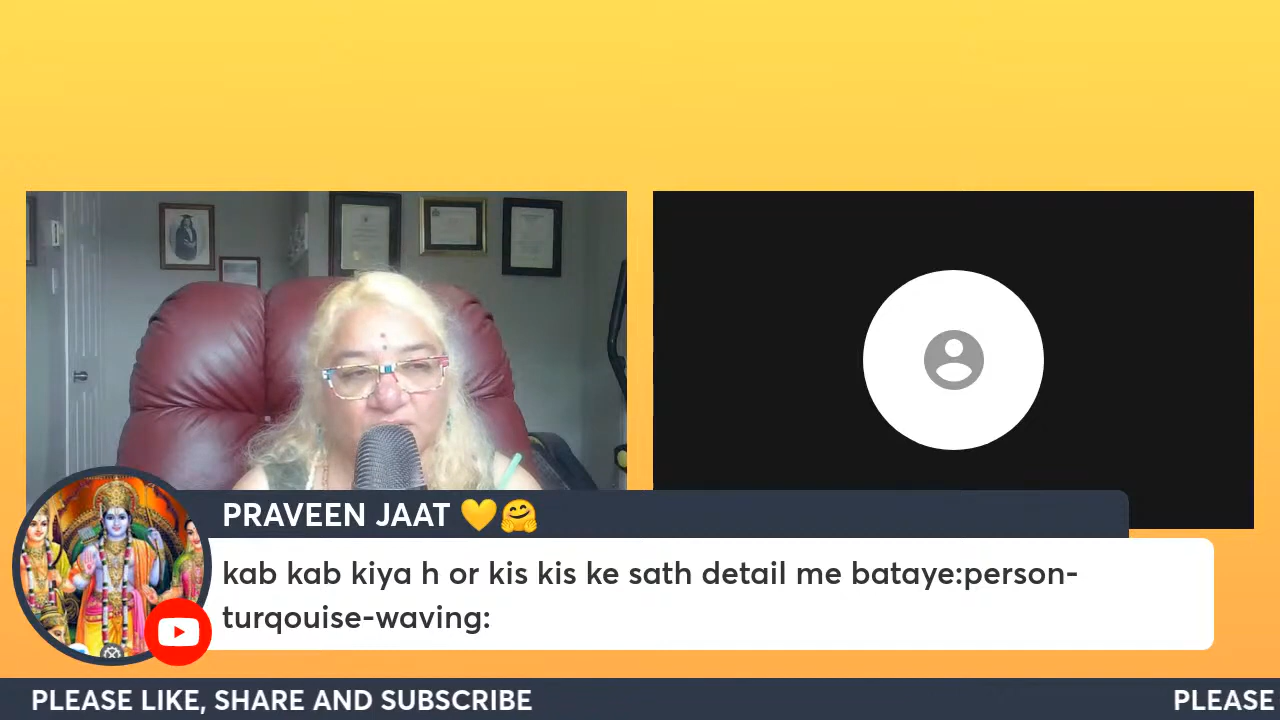 PRAVEEN JAAT 💛🤗
kab kab kiya h or kis kis ke sath detail me bataye:person-
turqouise-waving:
PLEASE LIKE, SHARE AND SUBSCRIBE
PLEASE